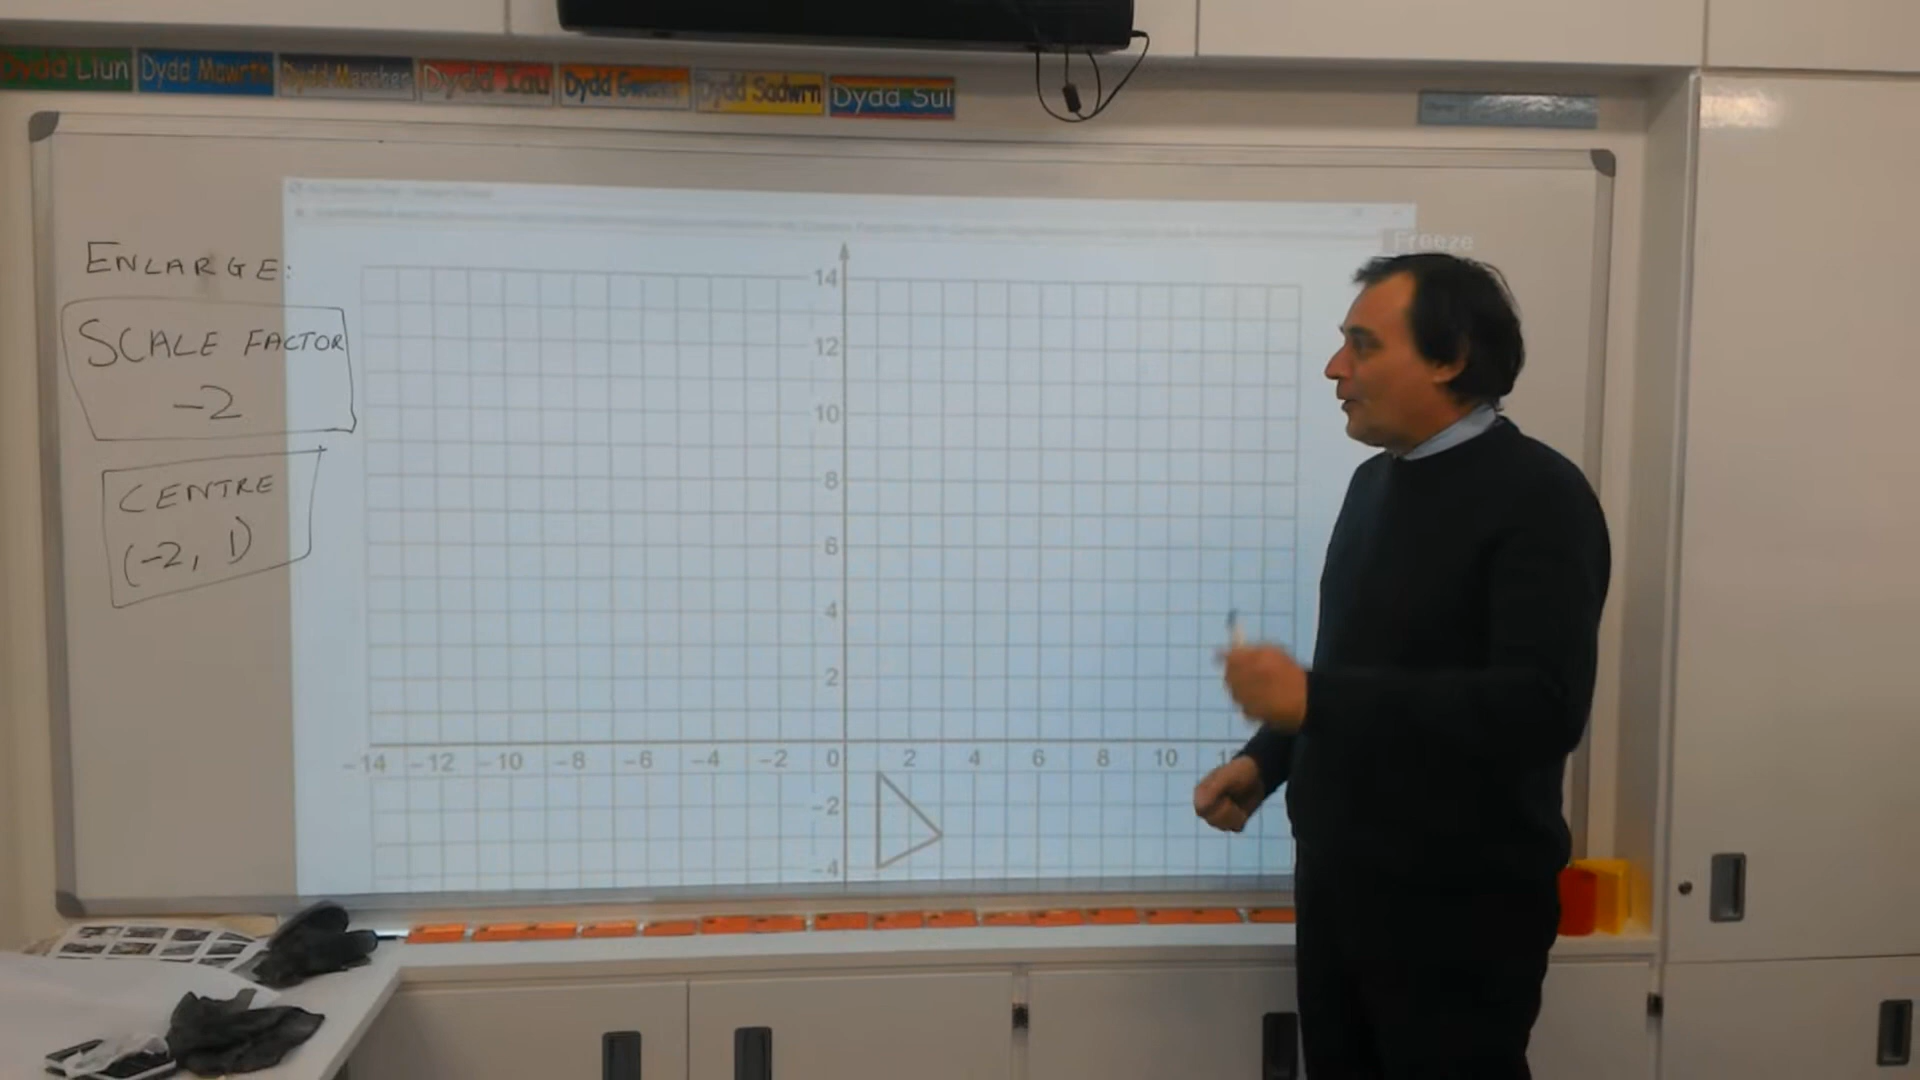 Dydd Llun Dydd Mawrth Dydd Mercher Dydd Iau Dydd Gwener Dydd Sadwrn Dydd Sul
Freeze
ENLARGE:
SCALE FACTOR
-2
CENTRE
(-2, 1)
14
12
10
8
6
4
2
-14 -12 -10 -8 -6 -4 -2 0 2 4 6 8 10
-2
-4